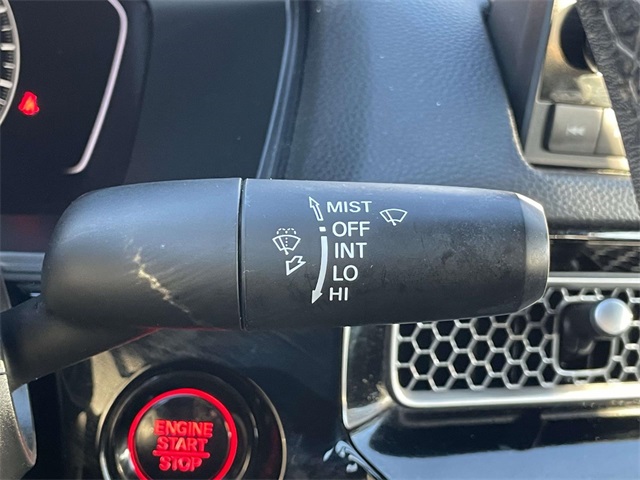 MIST
OFF
INT
LO
HI
ENGINE
START
STOP